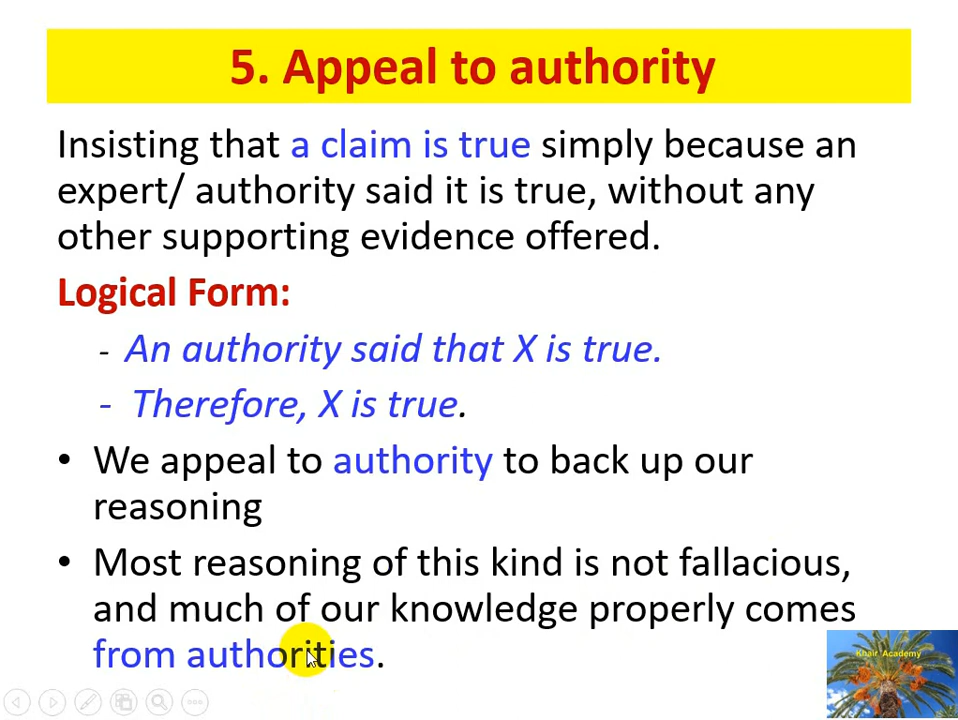 5. Appeal to authority
Insisting that a claim is true simply because an
expert/ authority said it is true, without any
other supporting evidence offered.
Logical Form:
- An authority said that X is true.
- Therefore, X is true.
• We appeal to authority to back up our
reasoning
• Most reasoning of this kind is not fallacious,
and much of our knowledge properly comes
from authorities.
Khair Academy